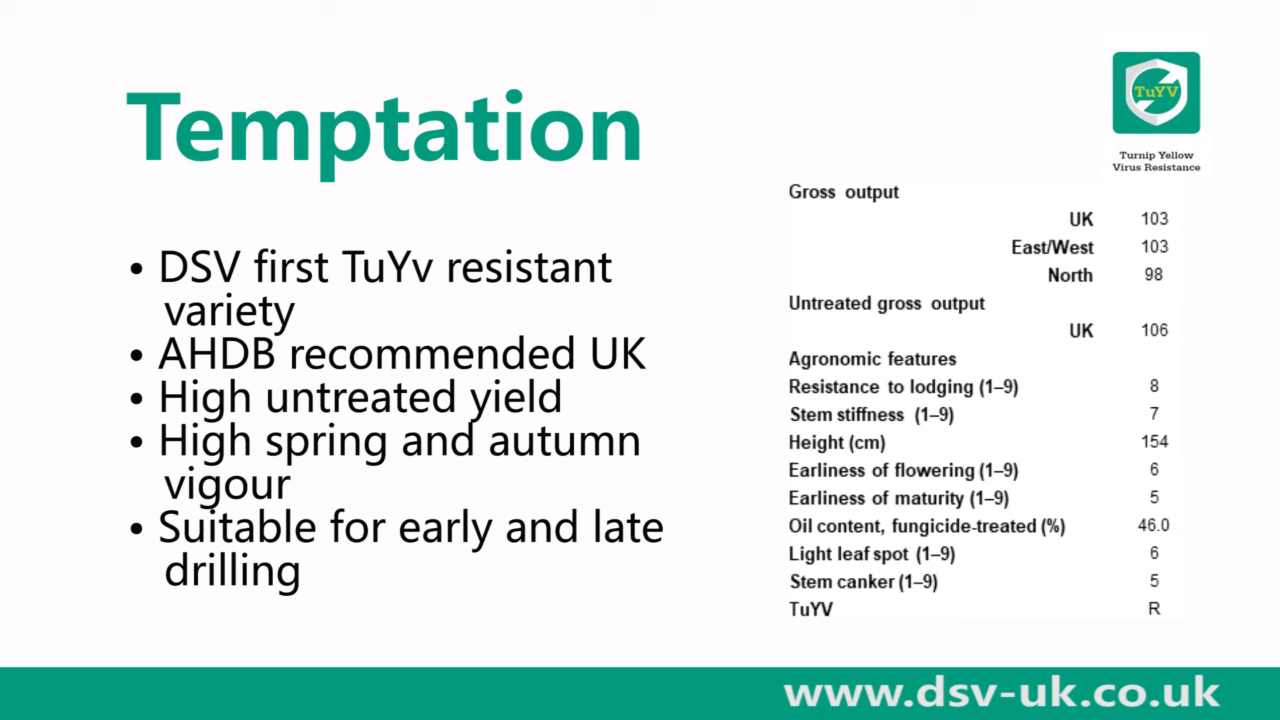 Temptation
• DSV first TuYv resistant
variety
• AHDB recommended UK
• High untreated yield
• High spring and autumn
vigour
• Suitable for early and late
drilling
TuYV
Turnip Yellow
Virus Resistance
Gross output
UK 103
East/West 103
North 98
Untreated gross output
UK 106
Agronomic features
Resistance to lodging (1–9) 8
Stem stiffness (1–9) 7
Height (cm) 154
Earliness of flowering (1–9) 6
Earliness of maturity (1–9) 5
Oil content, fungicide-treated (%) 46.0
Light leaf spot (1–9) 6
Stem canker (1–9) 5
TuYV R
www.dsv-uk.co.uk